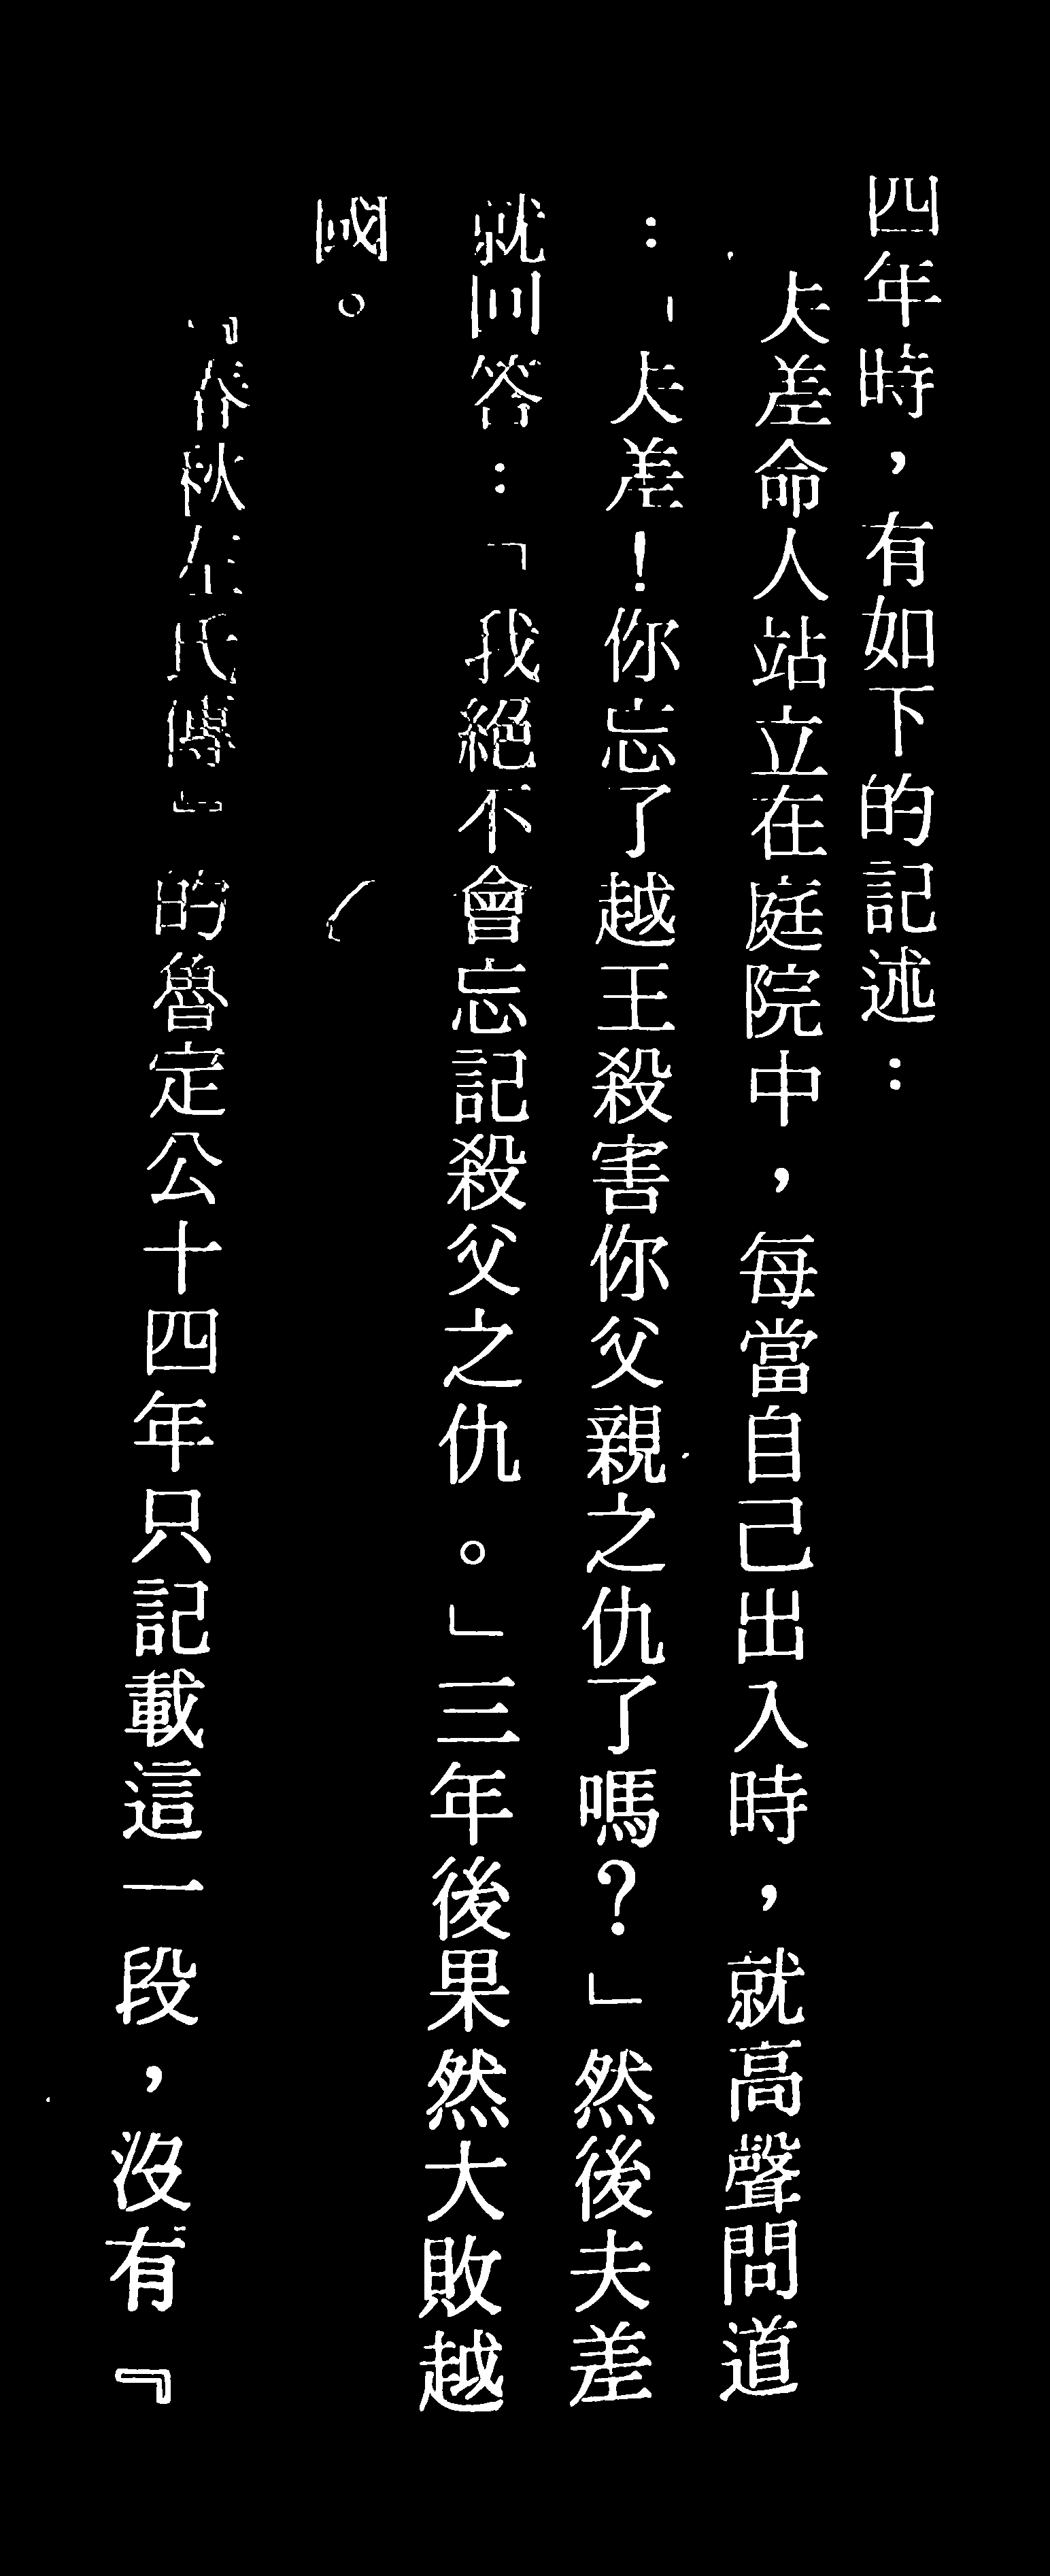 四年時，有如下的記述：
夫差命人站立在庭院中，每當自己出入時，就高聲問道
：「夫差！你忘了越王殺害你父親之仇了嗎？」然後夫差
就回答：「我絕不會忘記殺父之仇。」三年後果然大敗越
國。
『春秋左氏傳』的魯定公十四年只記載這一段，沒有『